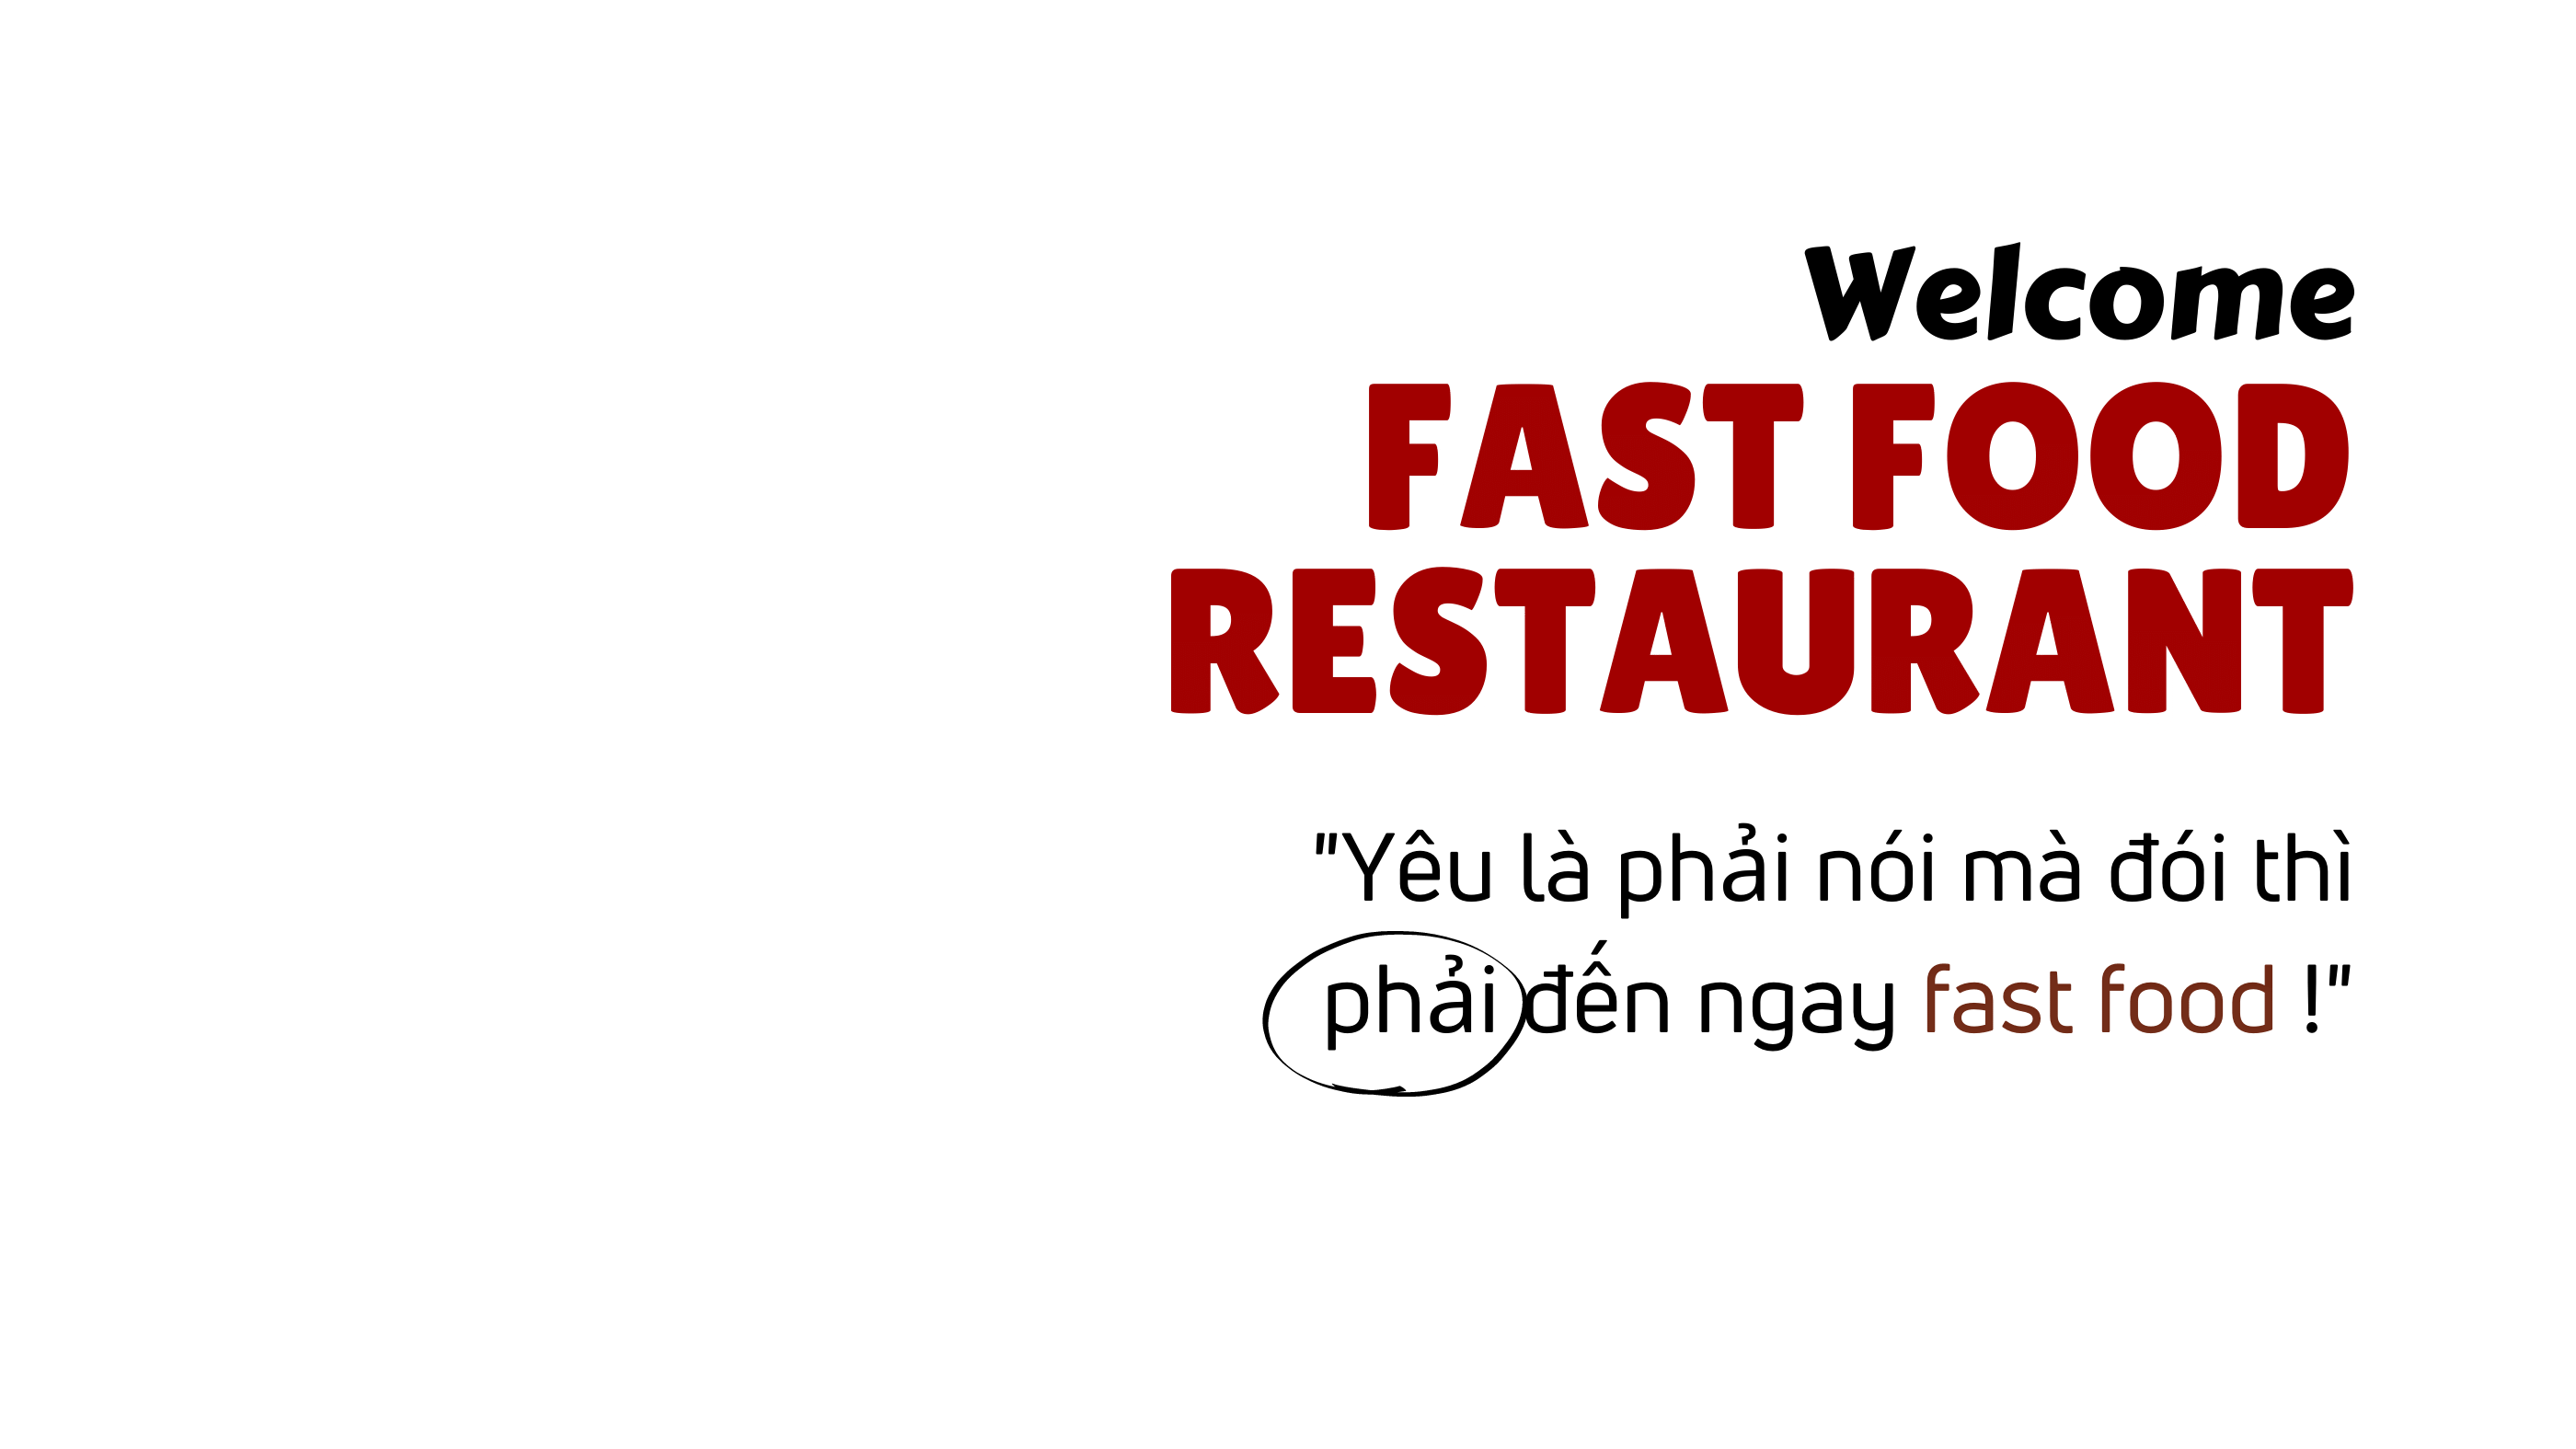 Welcome
FAST FOOD
RESTAURANT
"Yêu là phải nói mà đói thì
phải đến ngay fast food !"